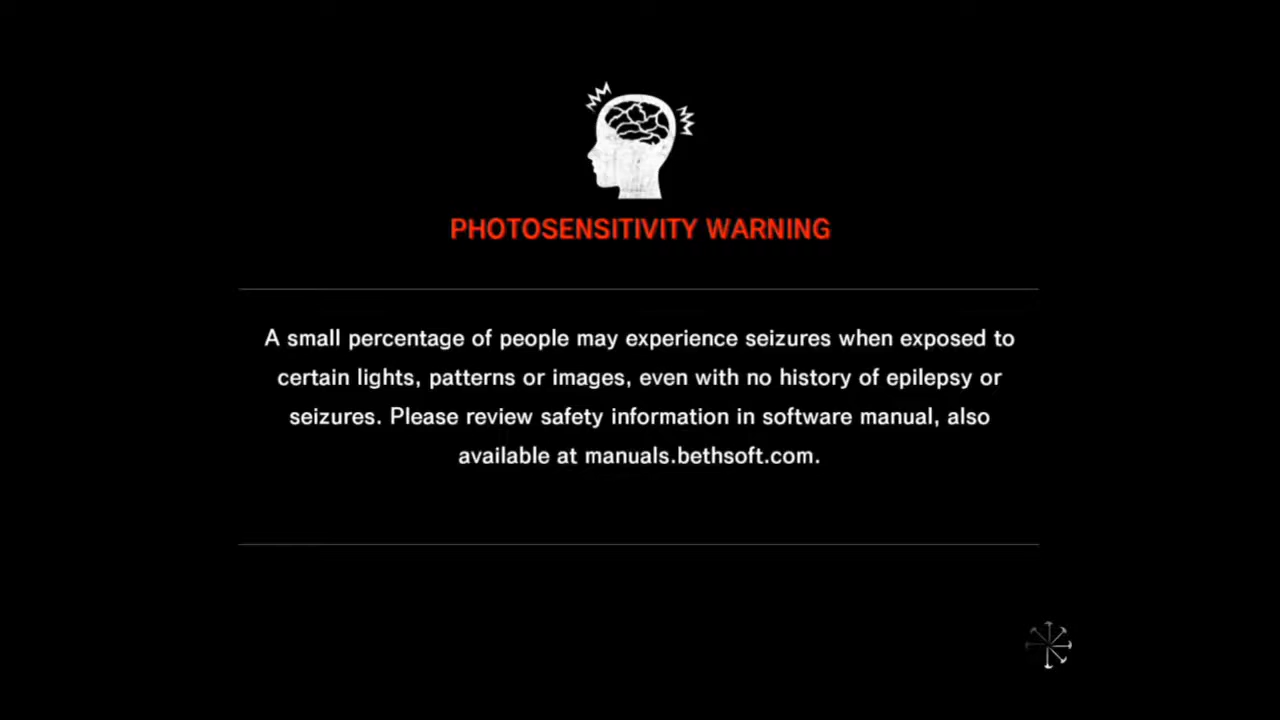 PHOTOSENSITIVITY WARNING
A small percentage of people may experience seizures when exposed to
certain lights, patterns or images, even with no history of epilepsy or
seizures. Please review safety information in software manual, also
available at manuals.bethsoft.com.